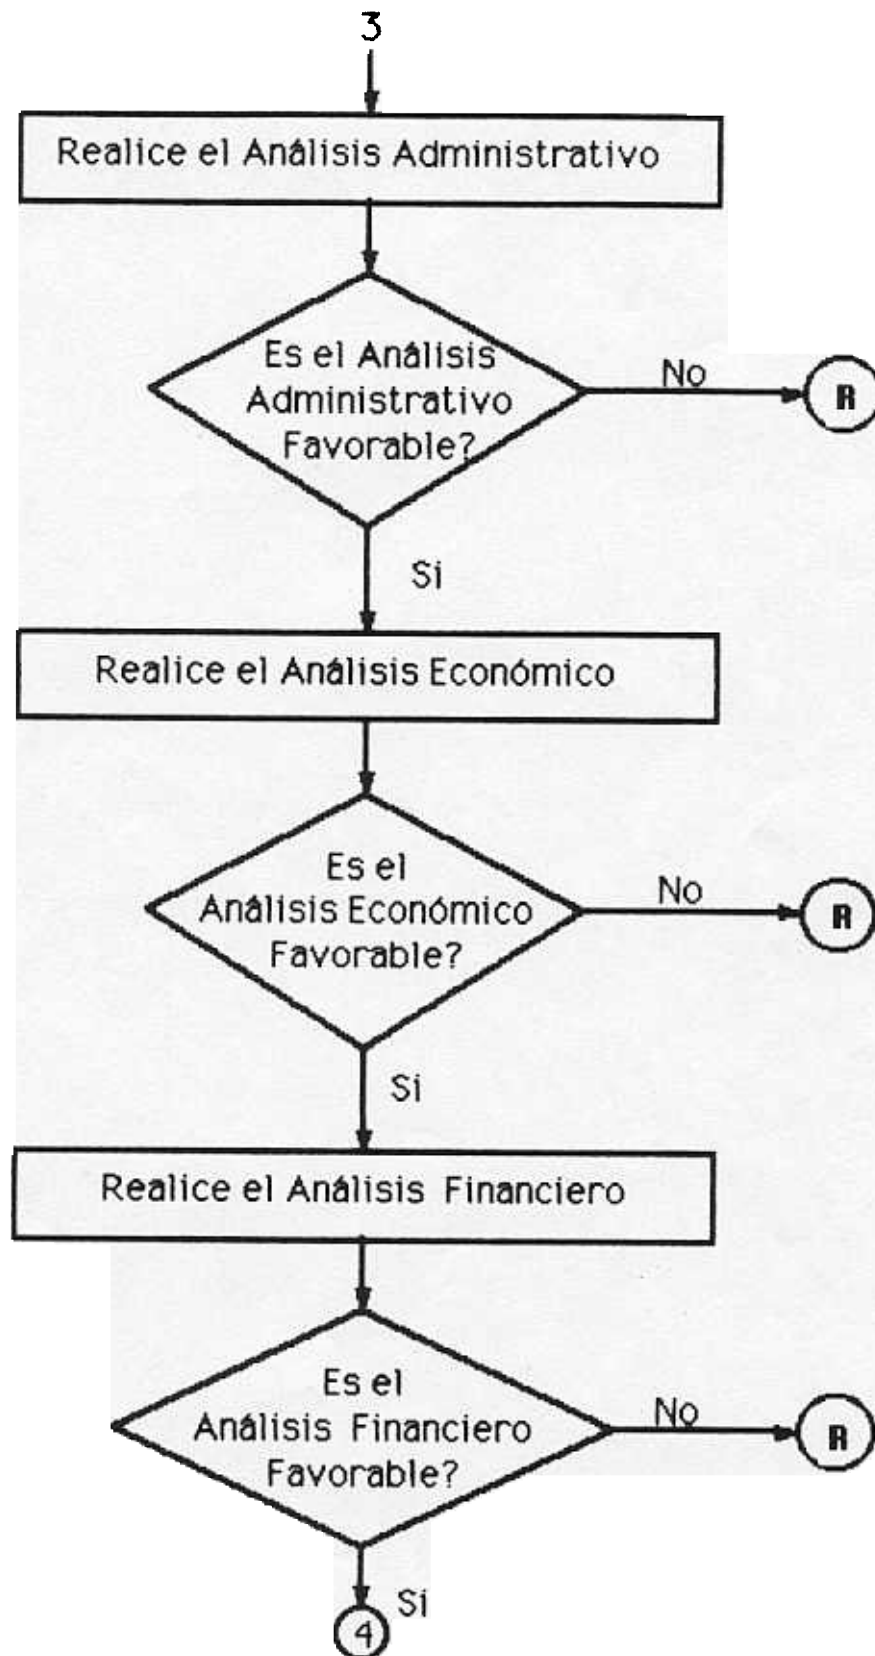 3
Realice el Análisis Administrativo
Es el Análisis
Administrativo
Favorable?
No
R
Si
Realice el Análisis Económico
Es el
Análisis Económico
Favorable?
No
R
Si
Realice el Análisis Financiero
Es el
Análisis Financiero
Favorable?
No
R
Si
4